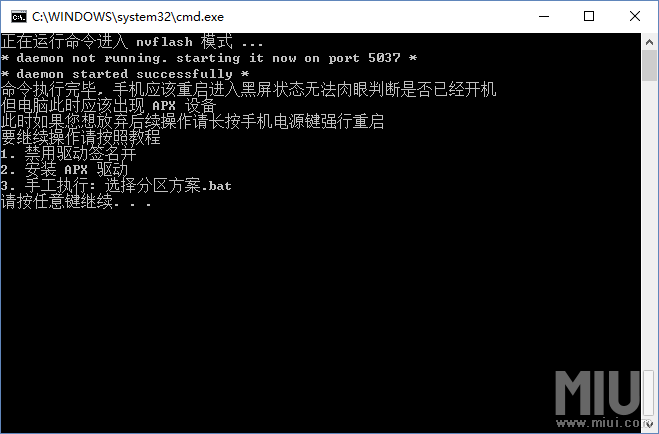 C:\WINDOWS\system32\cmd.exe
正在运行命令进入 nvflash 模式 ...
* daemon not running. starting it now on port 5037 *
* daemon started successfully *
命令执行完毕, 手机应该重启进入黑屏状态无法肉眼判断是否已经开机
但电脑此时应该出现 APX 设备
此时如果您想放弃后续操作请长按手机电源键强行重启
要继续操作请按照教程
1. 禁用驱动签名并
2. 安装 APX 驱动
3. 手工执行: 选择分区方案.bat
请按任意键继续. . .
MIUI
www.miui.com